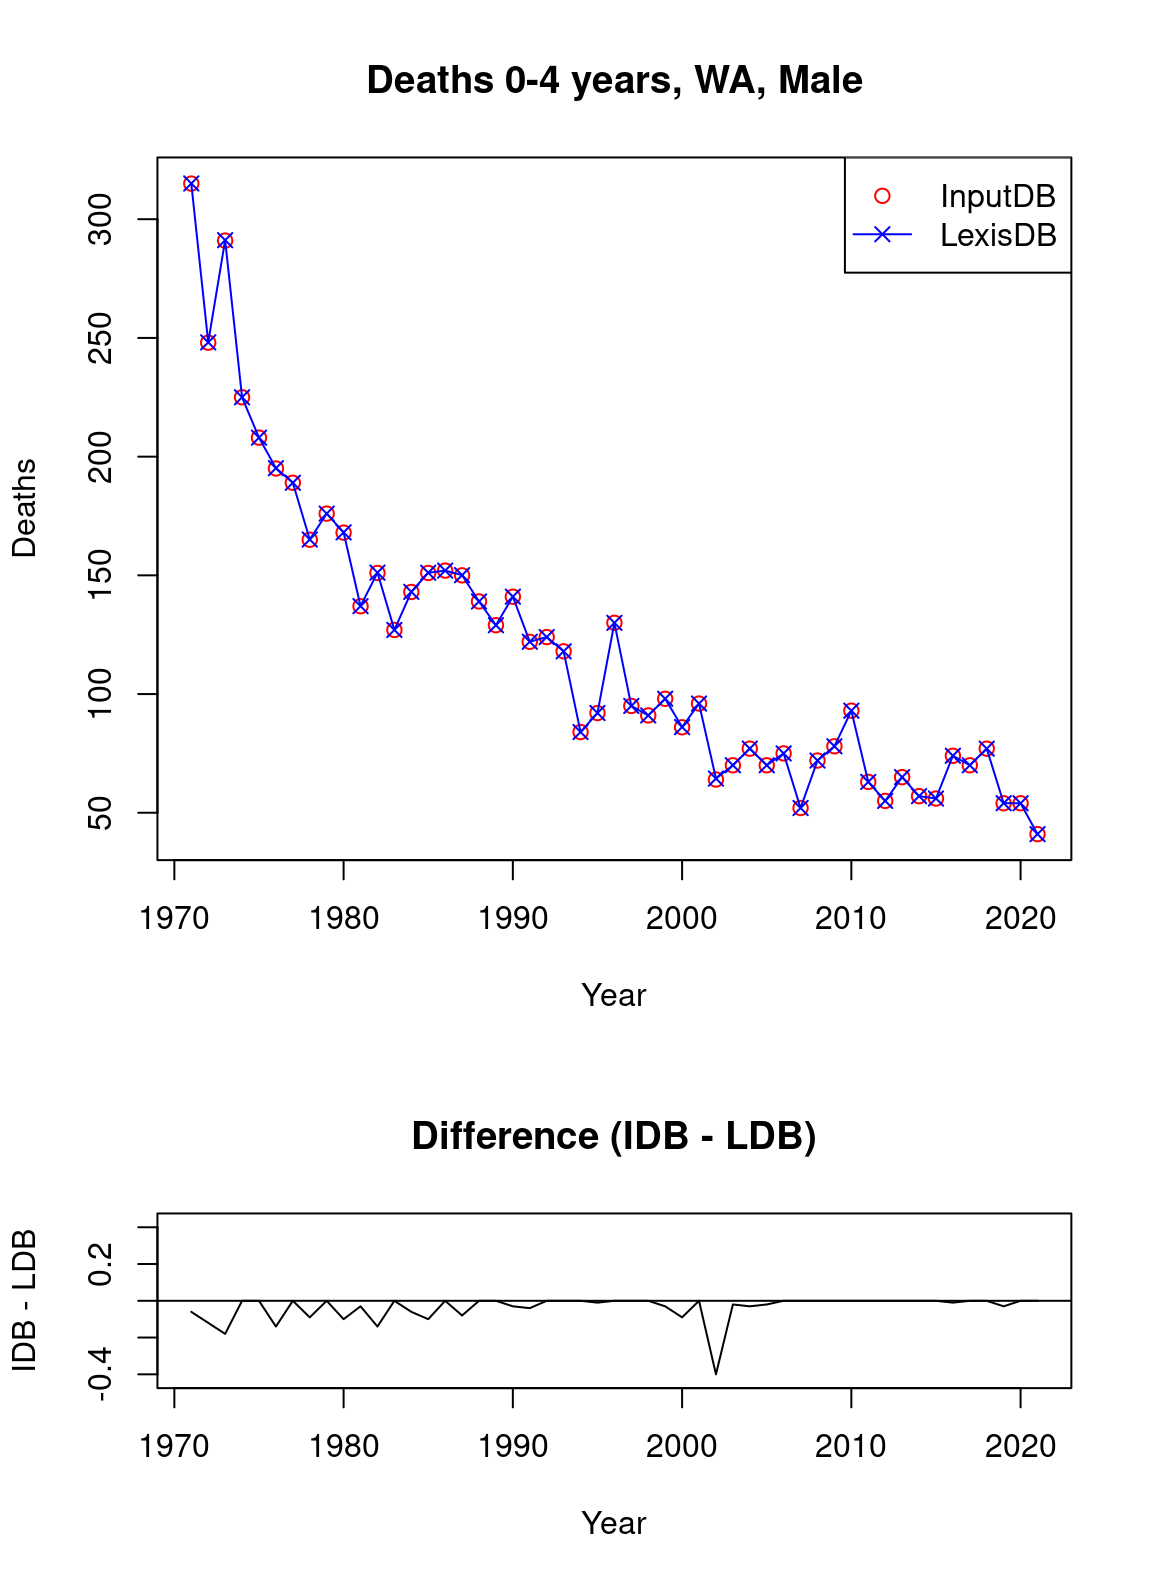 Deaths 0-4 years, WA, Male
InputDB
LexisDB
Deaths
300
250
200
150
100
50
1970 1980 1990 2000 2010 2020
Year
Difference (IDB - LDB)
IDB - LDB
0.2
-0.4
1970 1980 1990 2000 2010 2020
Year